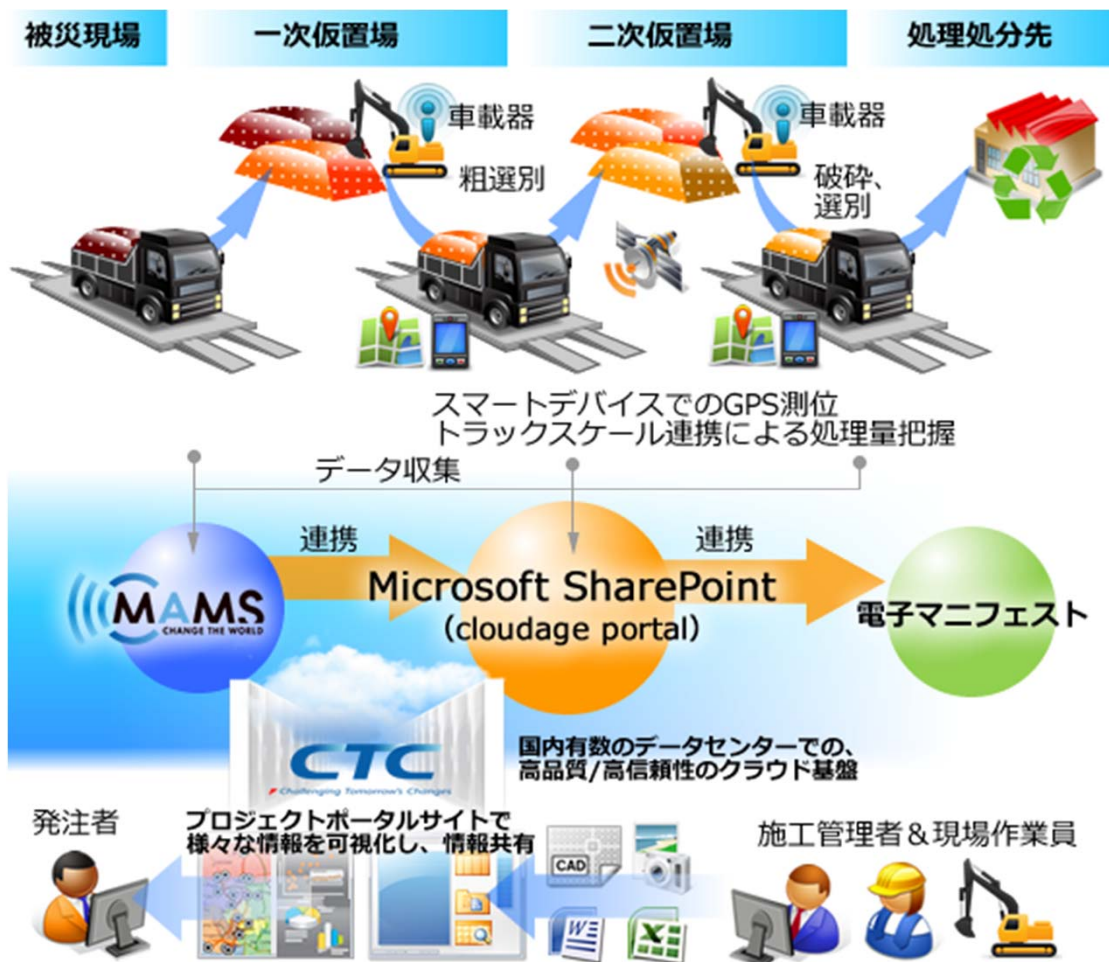 被災現場
一次仮置場
二次仮置場
処理処分先
車載器
粗選別
車載器
破砕、
選別
スマートデバイスでのGPS測位
トラックスケール連携による処理量把握
データ収集
連携
連携
MAMS
CHANGE THE WORLD
Microsoft SharePoint
(cloudage portal)
電子マニフェスト
CTC
Challenging Tomorrow's Changes
国内有数のデータセンターでの、
高品質/高信頼性のクラウド基盤
発注者
プロジェクトポータルサイトで
様々な情報を可視化し、情報共有
CAD
施工管理者&現場作業員